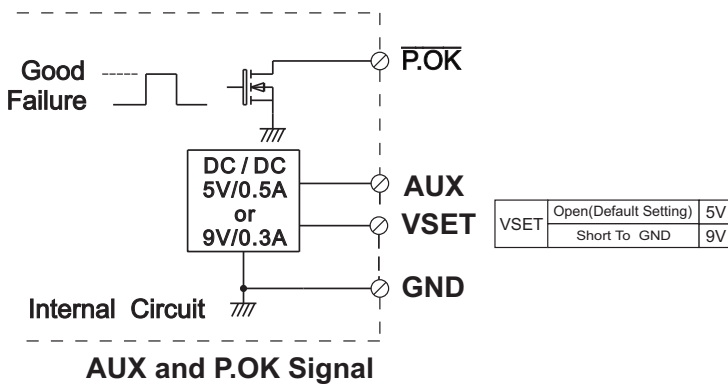 Good
Failure
P.OK
DC / DC
5V/0.5A
or
9V/0.3A
AUX
VSET
VSET Open(Default Setting) 5V
Short To GND 9V
GND
Internal Circuit
AUX and P.OK Signal